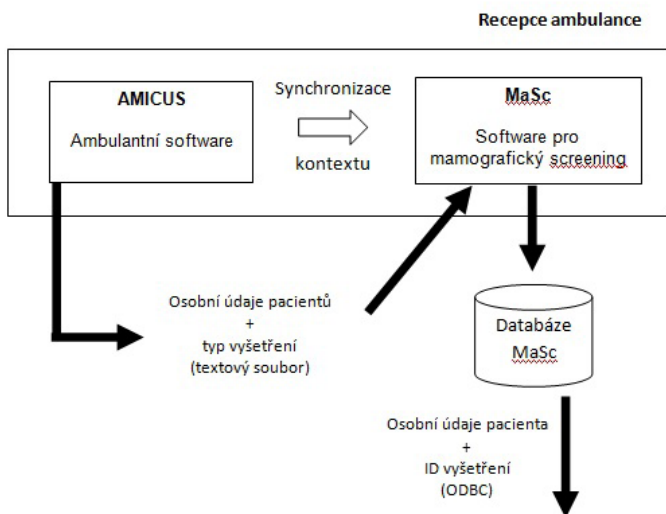 Recepce ambulance
AMICUS
Ambulantní software
Synchronizace
kontextu
MaSc
Software pro
mamografický screening
Osobní údaje pacientů
+
typ vyšetření
(textový soubor)
Databáze
MaSc
Osobní údaje pacienta
+
ID vyšetření
(ODBC)